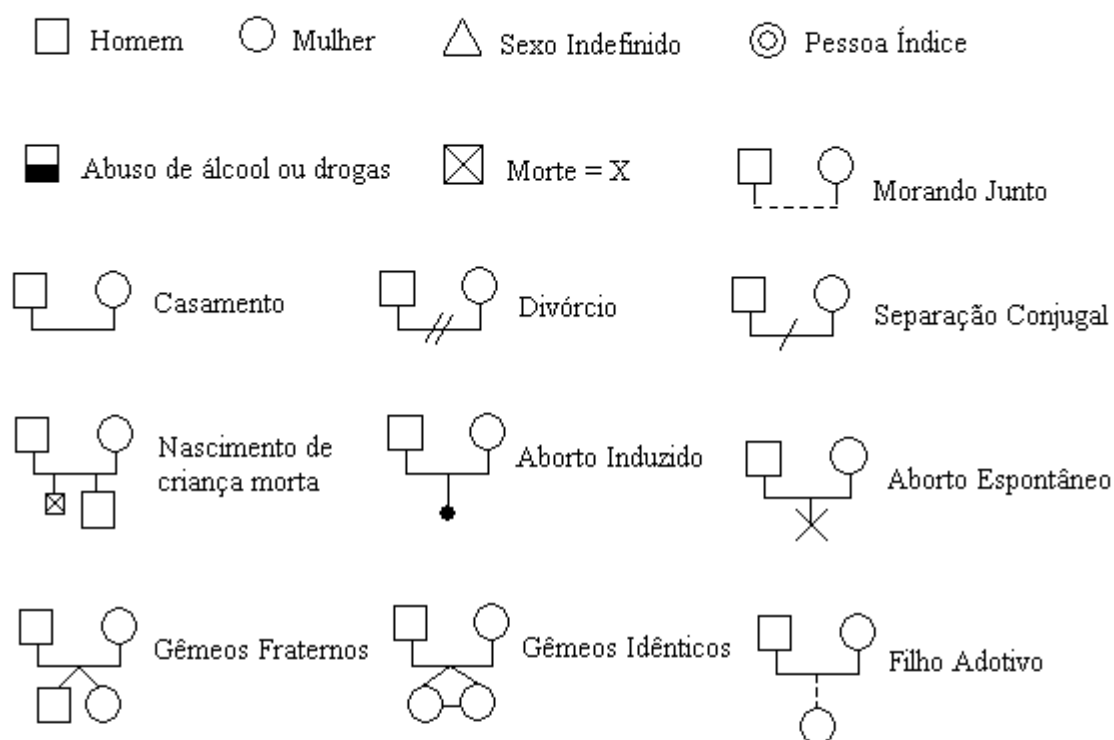 Homem
Mulher
Sexo Indefinido
Pessoa Índice
Abuso de álcool ou drogas
Morte = X
Morando Junto
Casamento
Divórcio
Separação Conjugal
Nascimento de
criança morta
Aborto Induzido
Aborto Espontâneo
Gêmeos Fraternos
Gêmeos Idênticos
Filho Adotivo